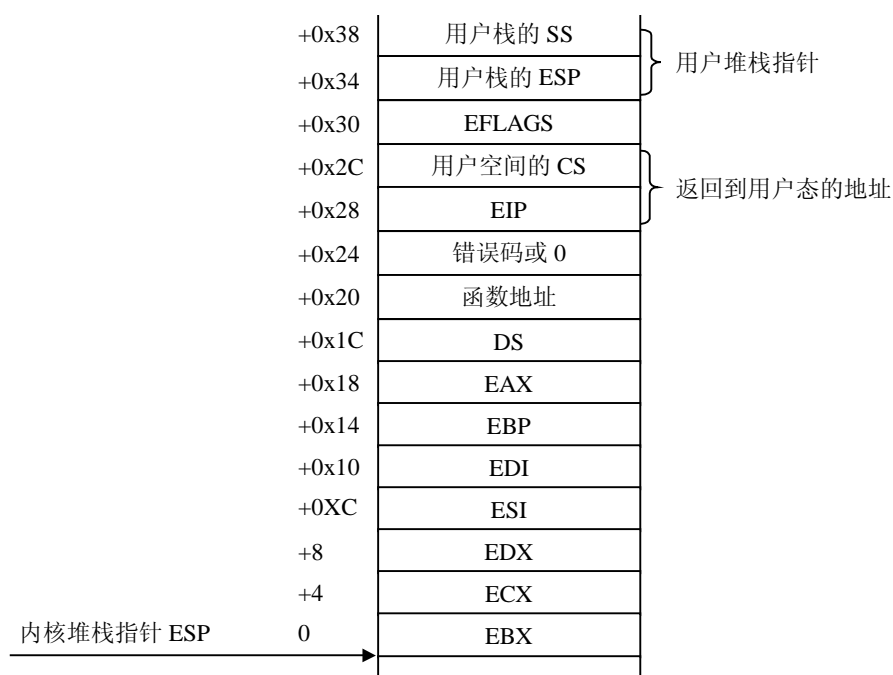 +0x38 用户栈的 SS
用户堆栈指针
+0x34 用户栈的 ESP
+0x30 EFLAGS
+0x2C 用户空间的 CS
返回到用户态的地址
+0x28 EIP
+0x24 错误码或 0
+0x20 函数地址
+0x1C DS
+0x18 EAX
+0x14 EBP
+0x10 EDI
+0XC ESI
+8 EDX
+4 ECX
内核堆栈指针 ESP 0 EBX